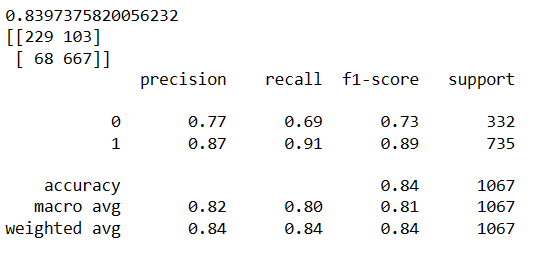 0.8397375820056232
[[229 103]
[ 68 667]]
precision recall f1-score support
0 0.77 0.69 0.73 332
1 0.87 0.91 0.89 735
accuracy 0.84 1067
macro avg 0.82 0.80 0.81 1067
weighted avg 0.84 0.84 0.84 1067